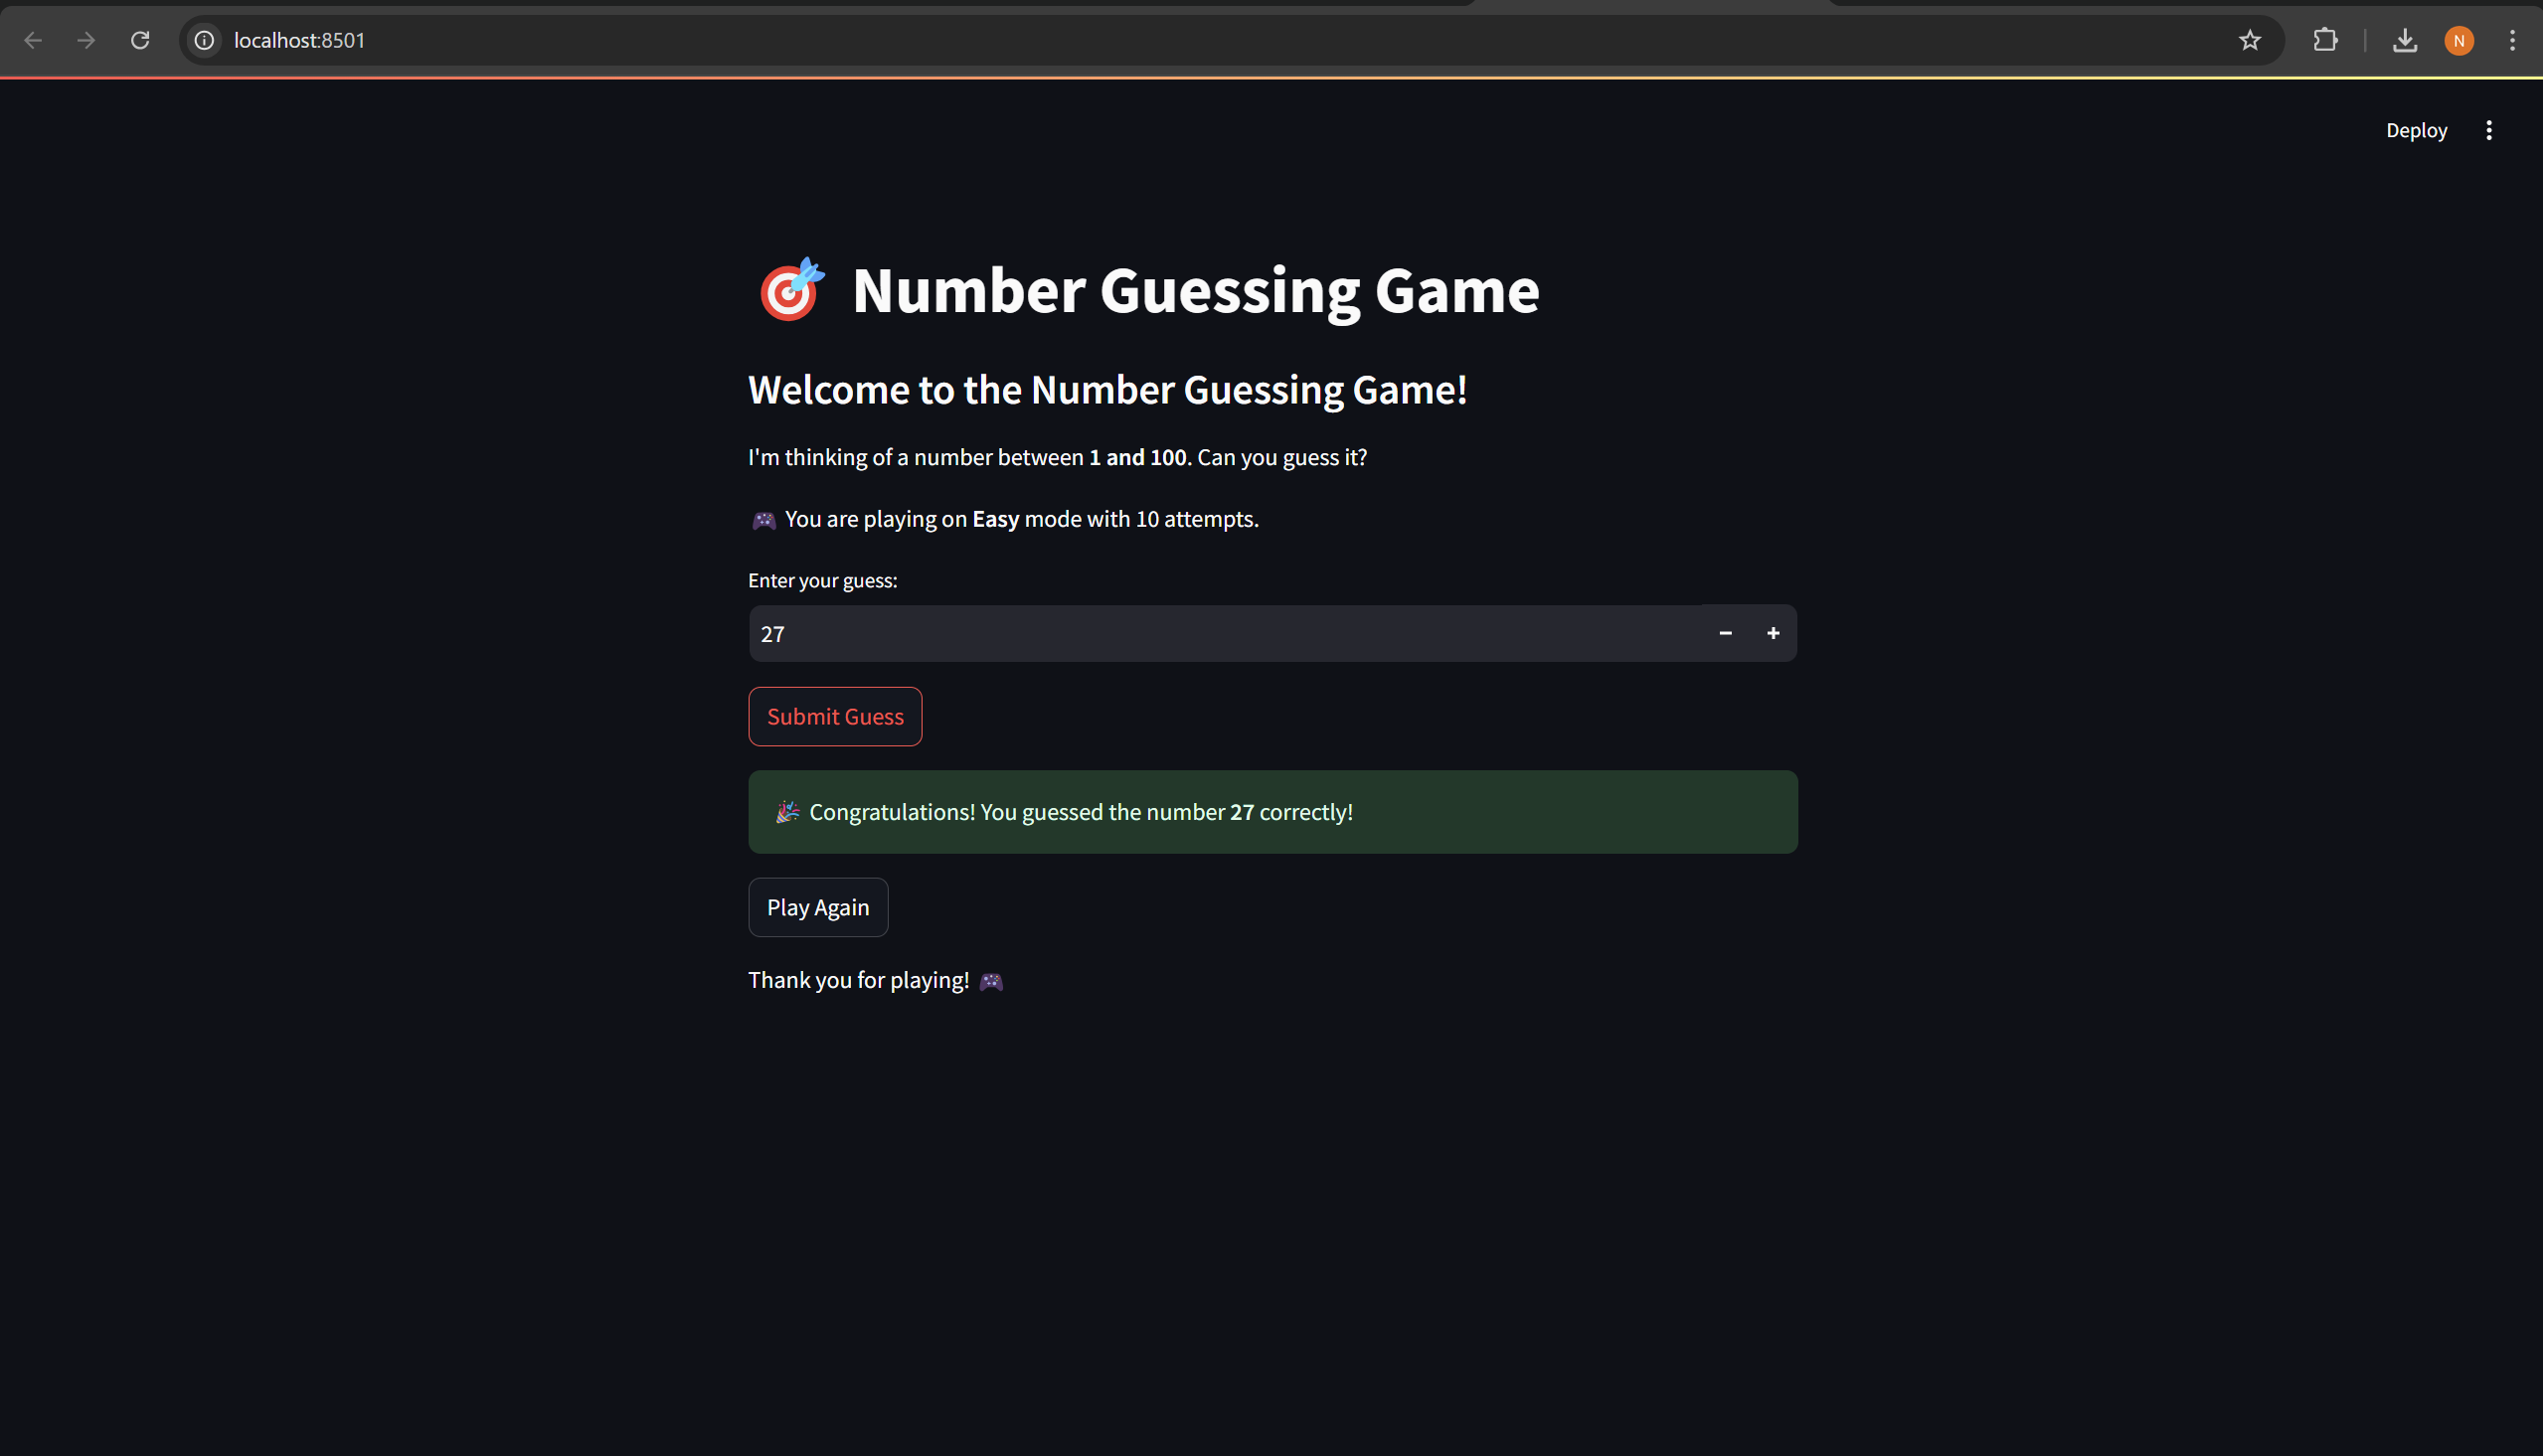 localhost:8501
N
Deploy
🎯 Number Guessing Game
Welcome to the Number Guessing Game!
I'm thinking of a number between 1 and 100. Can you guess it?
🎮 You are playing on Easy mode with 10 attempts.
Enter your guess:
27
Submit Guess
🎉 Congratulations! You guessed the number 27 correctly!
Play Again
Thank you for playing! 🎮